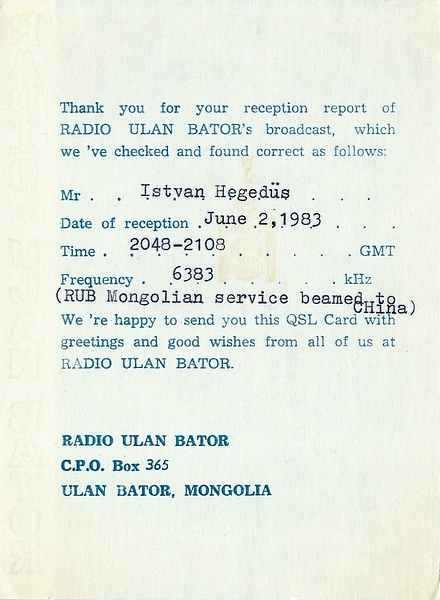 Thank you for your reception report of
RADIO ULAN BATOR's broadcast, which
we 've checked and found correct as follows:
Mr . . Istvan Hegedüs . . .
Date of reception . June 2,1983 . . .
Time . 2048-2108 . . . . . . GMT
Frequency . 6383 . . . . . kHz
(RUB Mongolian service beamed to
CHina)
We 're happy to send you this QSL Card with
greetings and good wishes from all of us at
RADIO ULAN BATOR.
RADIO ULAN BATOR
C.P.O. Box 365
ULAN BATOR, MONGOLIA